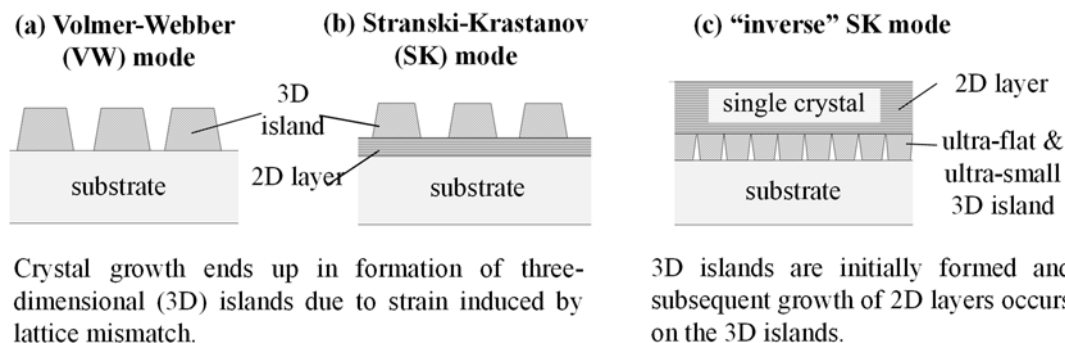 (a) Volmer-Webber
(VW) mode
(b) Stranski-Krastanov
(SK) mode
(c) “inverse” SK mode
3D
island
2D layer
substrate
substrate
2D layer
single crystal
ultra-flat &
ultra-small
3D island
substrate
Crystal growth ends up in formation of three-
dimensional (3D) islands due to strain induced by
lattice mismatch.
3D islands are initially formed and
subsequent growth of 2D layers occurs
on the 3D islands.